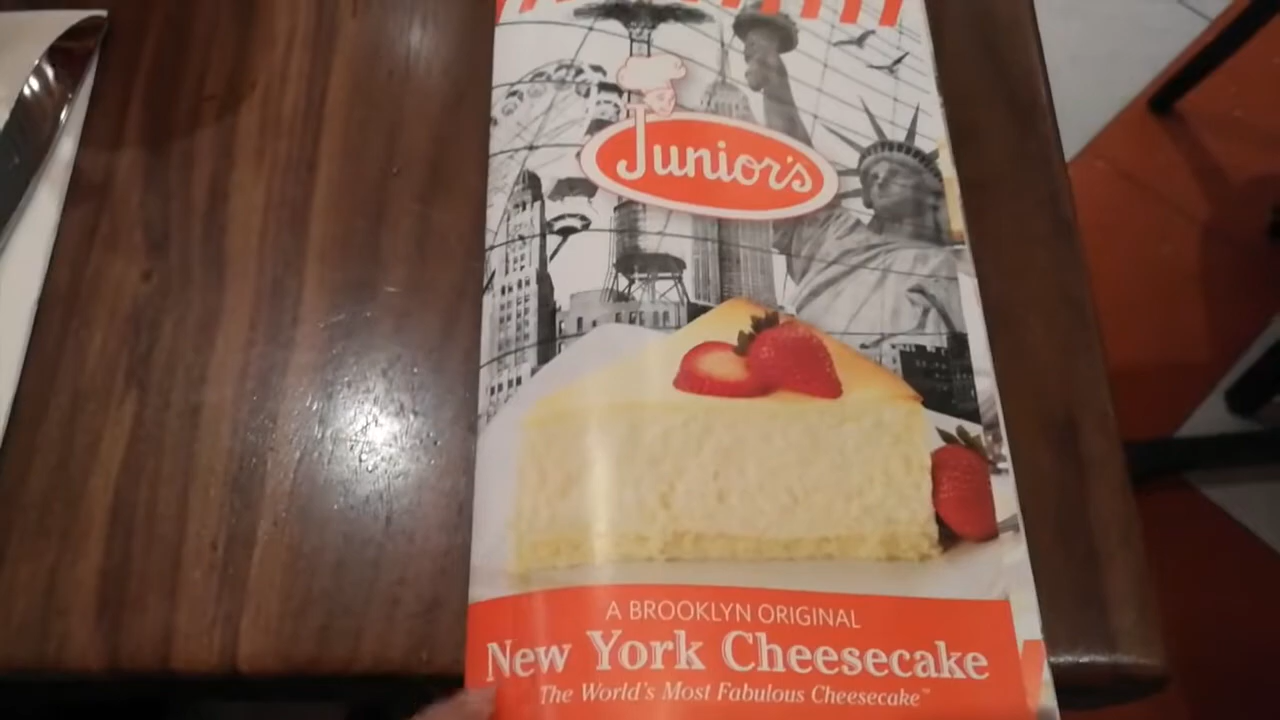 Junior's
A BROOKLYN ORIGINAL
New York Cheesecake
The World's Most Fabulous Cheesecake™